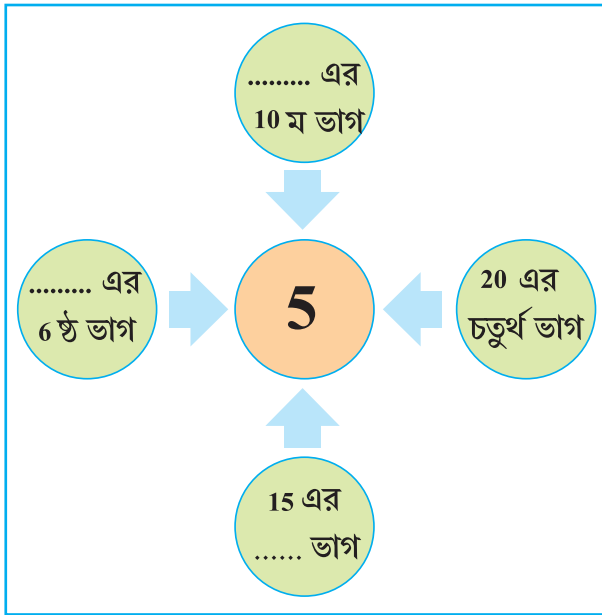 ......... এর
10 ম ভাগ
......... এর
6 ষ্ঠ ভাগ
5
20 এর
চতুর্থ ভাগ
15 এর
...... ভাগ